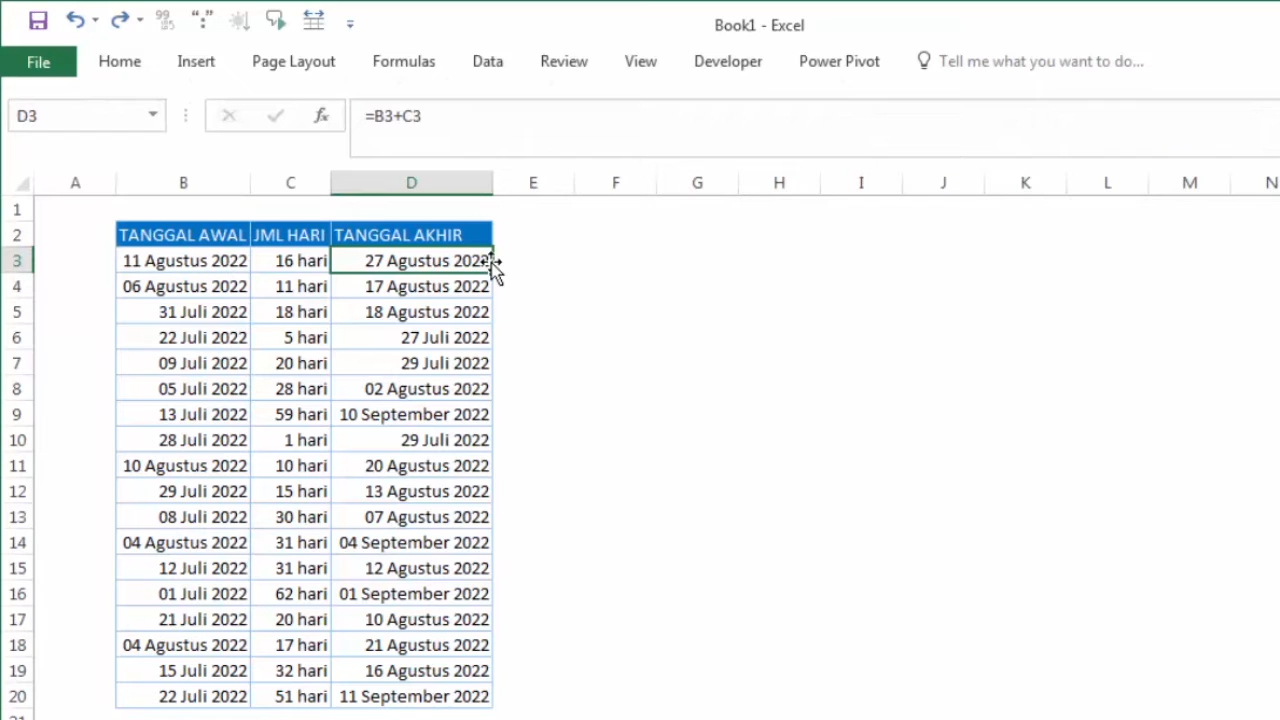 Book1 - Excel
File Home Insert Page Layout Formulas Data Review View Developer Power Pivot Tell me what you want to do...
D3 fx =B3+C3
A B C D E F G H I J K L M N
1
2 TANGGAL AWAL JML HARI TANGGAL AKHIR
3 11 Agustus 2022 16 hari 27 Agustus 2022
4 06 Agustus 2022 11 hari 17 Agustus 2022
5 31 Juli 2022 18 hari 18 Agustus 2022
6 22 Juli 2022 5 hari 27 Juli 2022
7 09 Juli 2022 20 hari 29 Juli 2022
8 05 Juli 2022 28 hari 02 Agustus 2022
9 13 Juli 2022 59 hari 10 September 2022
10 28 Juli 2022 1 hari 29 Juli 2022
11 10 Agustus 2022 10 hari 20 Agustus 2022
12 29 Juli 2022 15 hari 13 Agustus 2022
13 08 Juli 2022 30 hari 07 Agustus 2022
14 04 Agustus 2022 31 hari 04 September 2022
15 12 Juli 2022 31 hari 12 Agustus 2022
16 01 Juli 2022 62 hari 01 September 2022
17 21 Juli 2022 20 hari 10 Agustus 2022
18 04 Agustus 2022 17 hari 21 Agustus 2022
19 15 Juli 2022 32 hari 16 Agustus 2022
20 22 Juli 2022 51 hari 11 September 2022